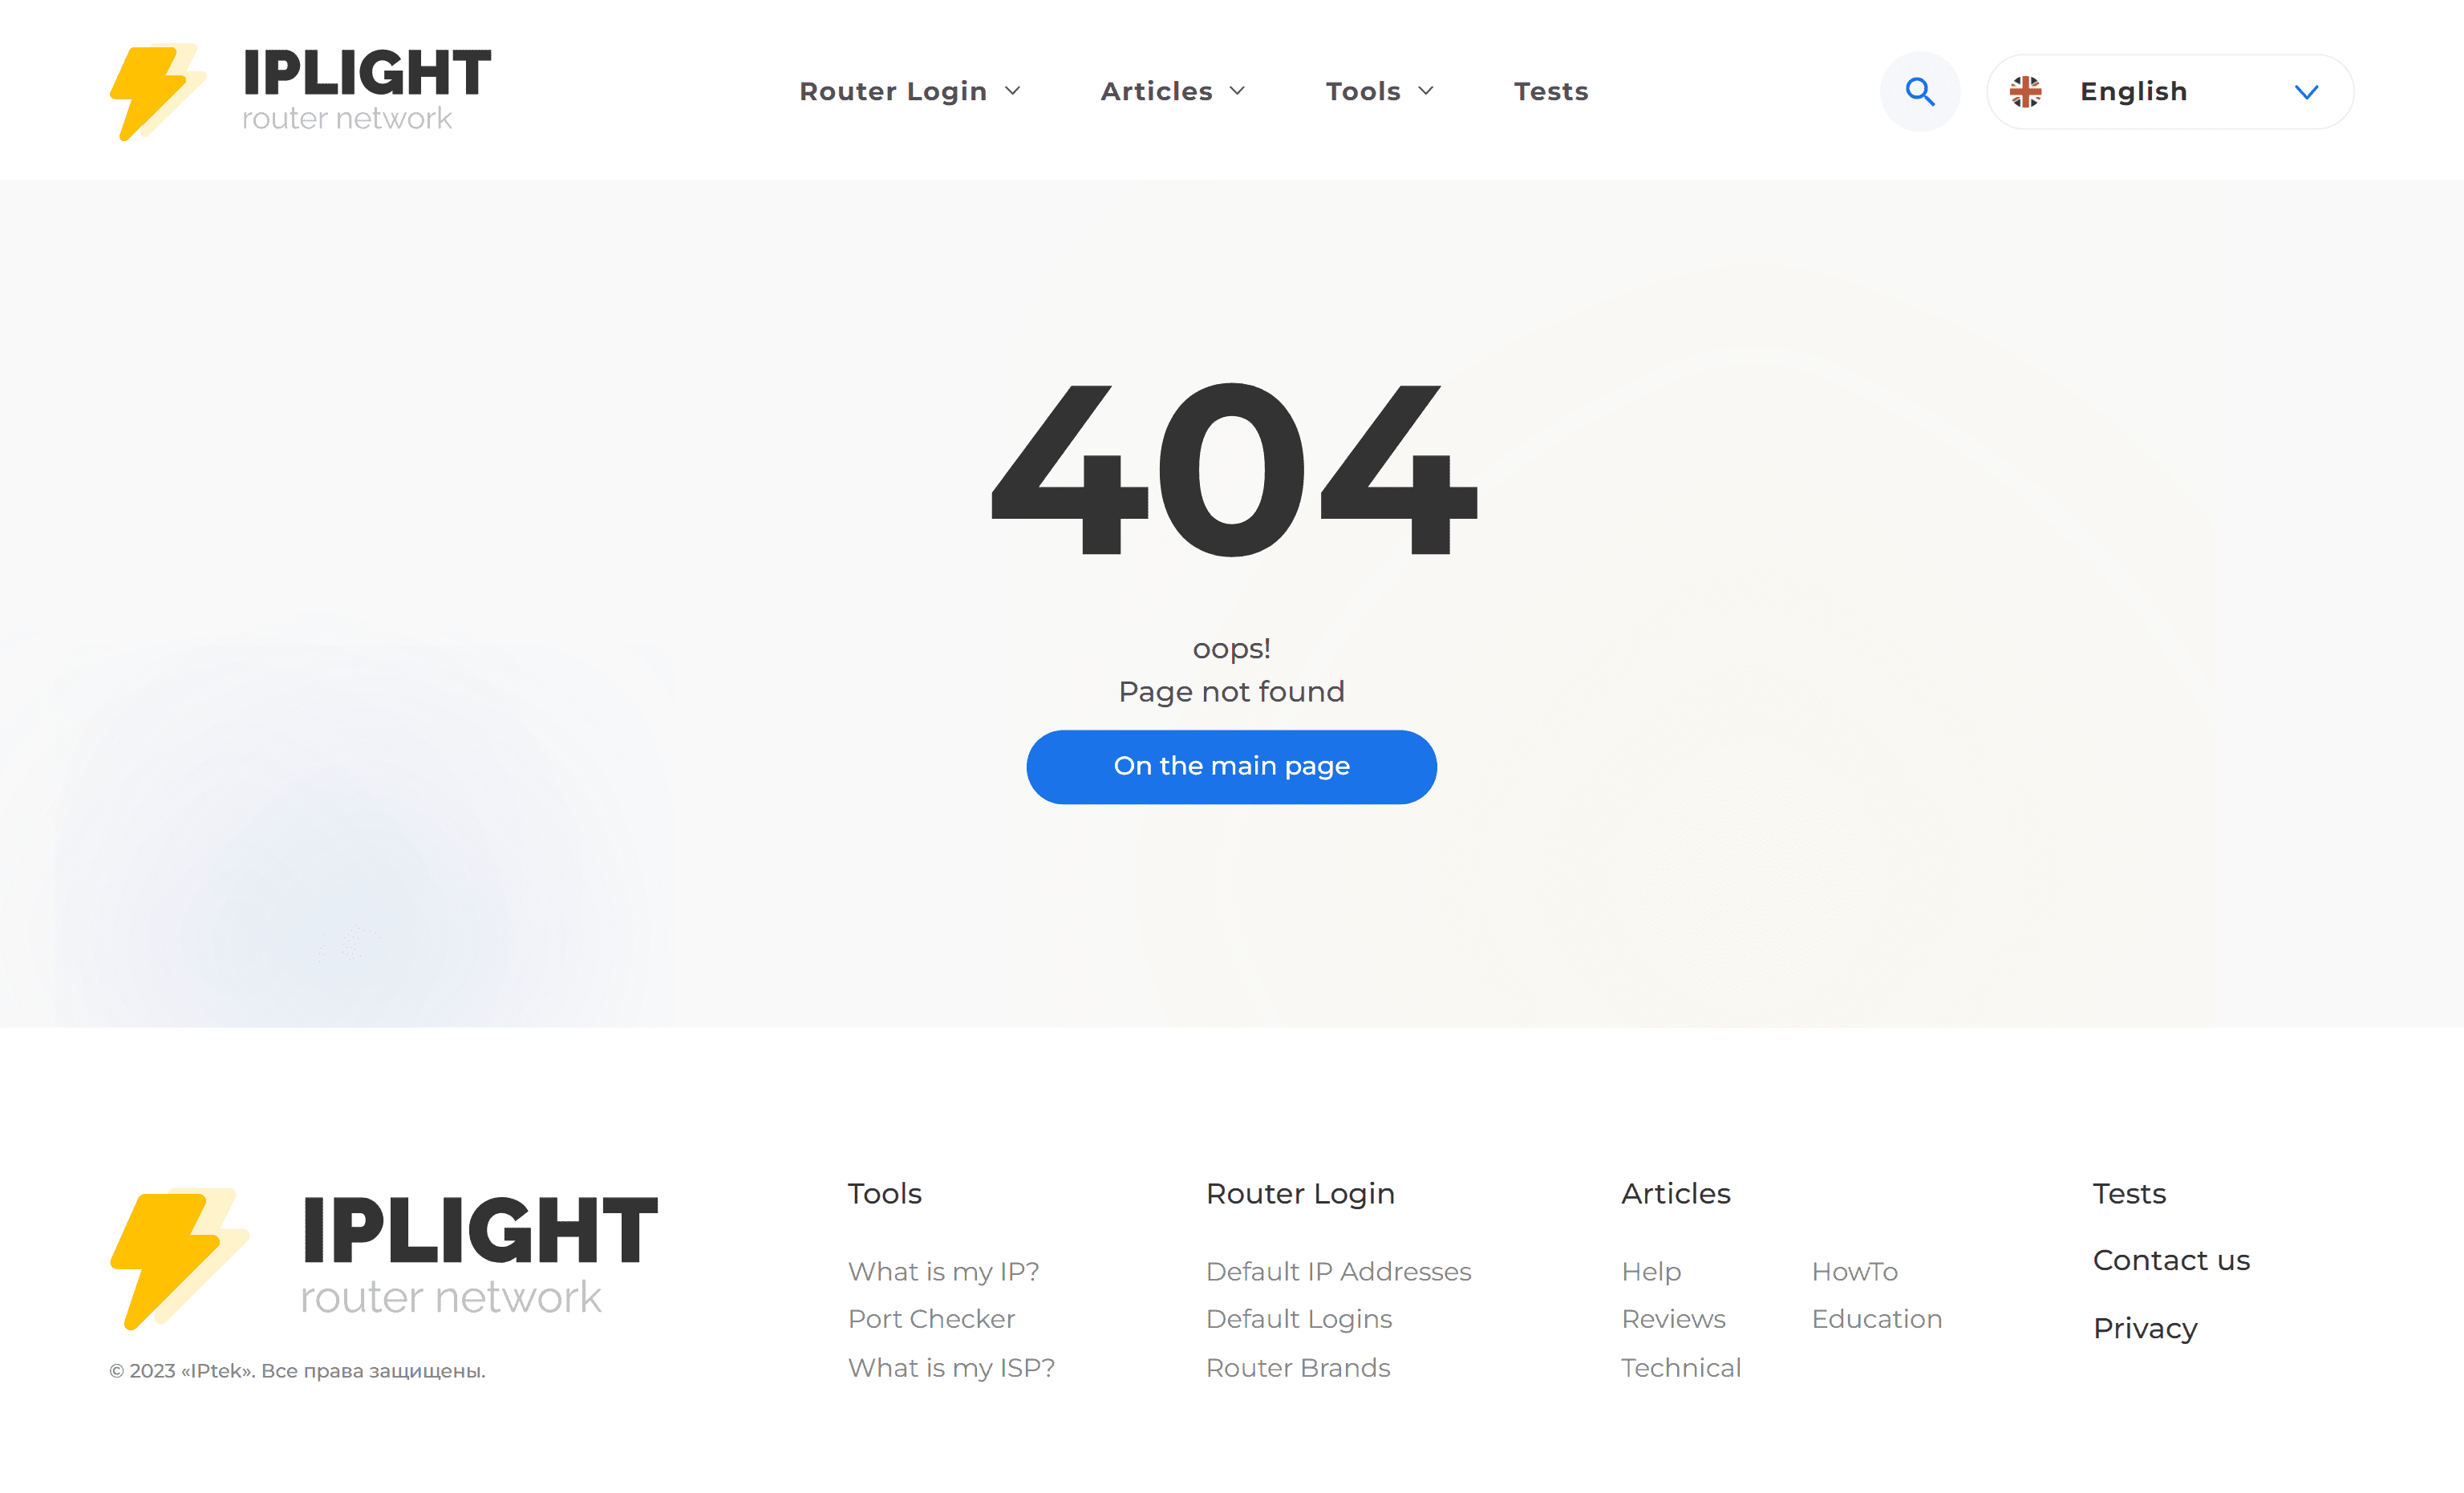 IPLIGHT
router network
Router Login
Articles
Tools
Tests
English
404
oops!
Page not found
On the main page
IPLIGHT
router network
© 2023 «IPtek». Все права защищены.
Tools
What is my IP?
Port Checker
What is my ISP?
Router Login
Default IP Addresses
Default Logins
Router Brands
Articles
Help
HowTo
Reviews
Education
Technical
Tests
Contact us
Privacy